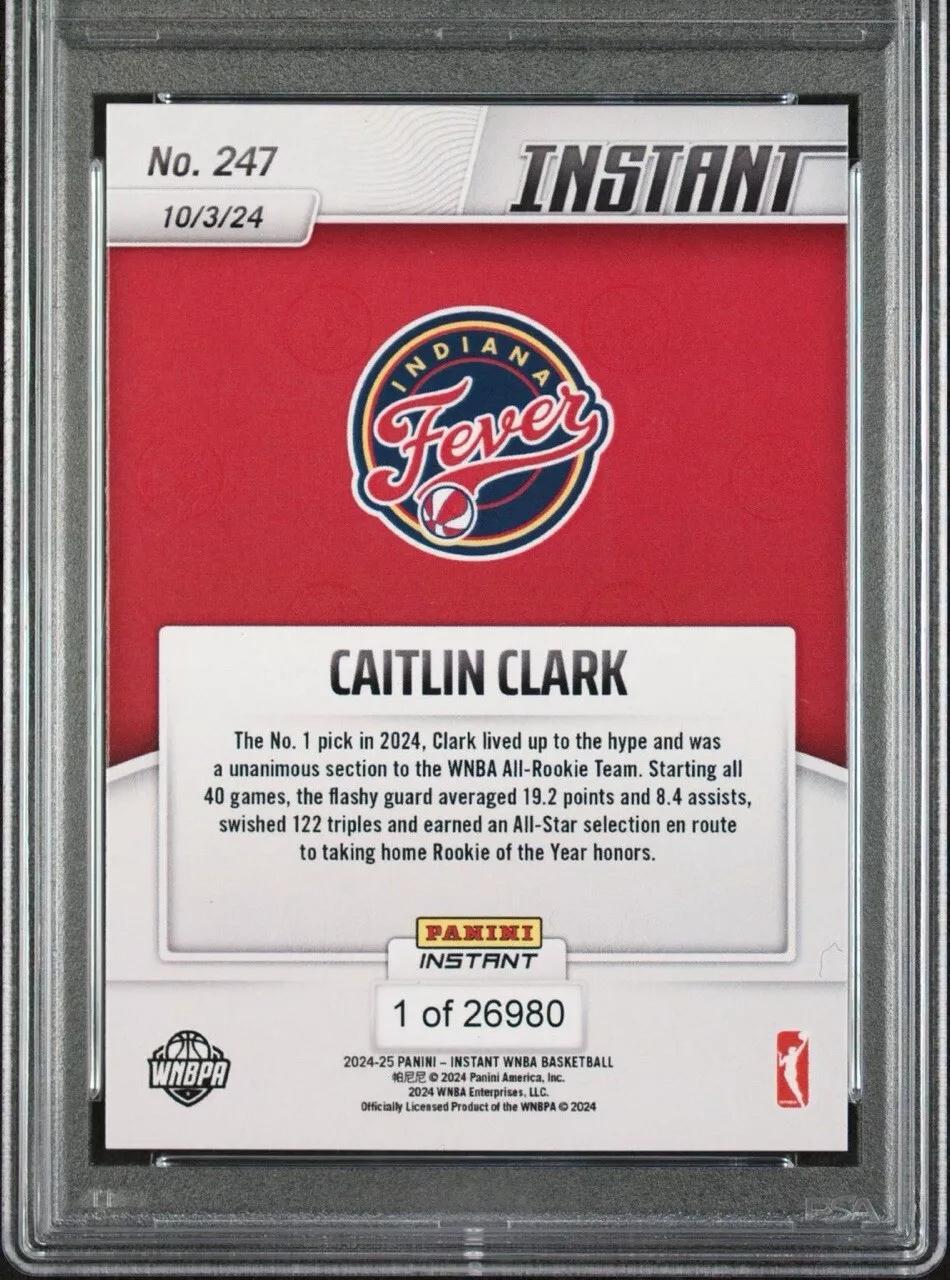 No. 247
INSTANT
10/3/24
INDIANA
Fever
CAITLIN CLARK
The No. 1 pick in 2024, Clark lived up to the hype and was
a unanimous section to the WNBA All-Rookie Team. Starting all
40 games, the flashy guard averaged 19.2 points and 8.4 assists,
swished 122 triples and earned an All-Star selection en route
to taking home Rookie of the Year honors.
PANINI
INSTANT
1 of 26980
WNBPA
2024-25 PANINI – INSTANT WNBA BASKETBALL
帕尼尼 © 2024 Panini America, Inc.
2024 WNBA Enterprises, LLC.
Officially Licensed Product of the WNBPA © 2024
PSA